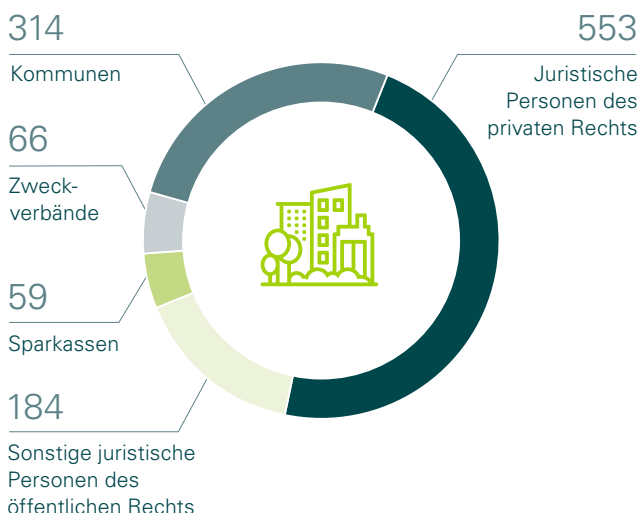 314
Kommunen
66
Zweck-
verbände
59
Sparkassen
184
Sonstige juristische
Personen des
öffentlichen Rechts
553
Juristische
Personen des
privaten Rechts